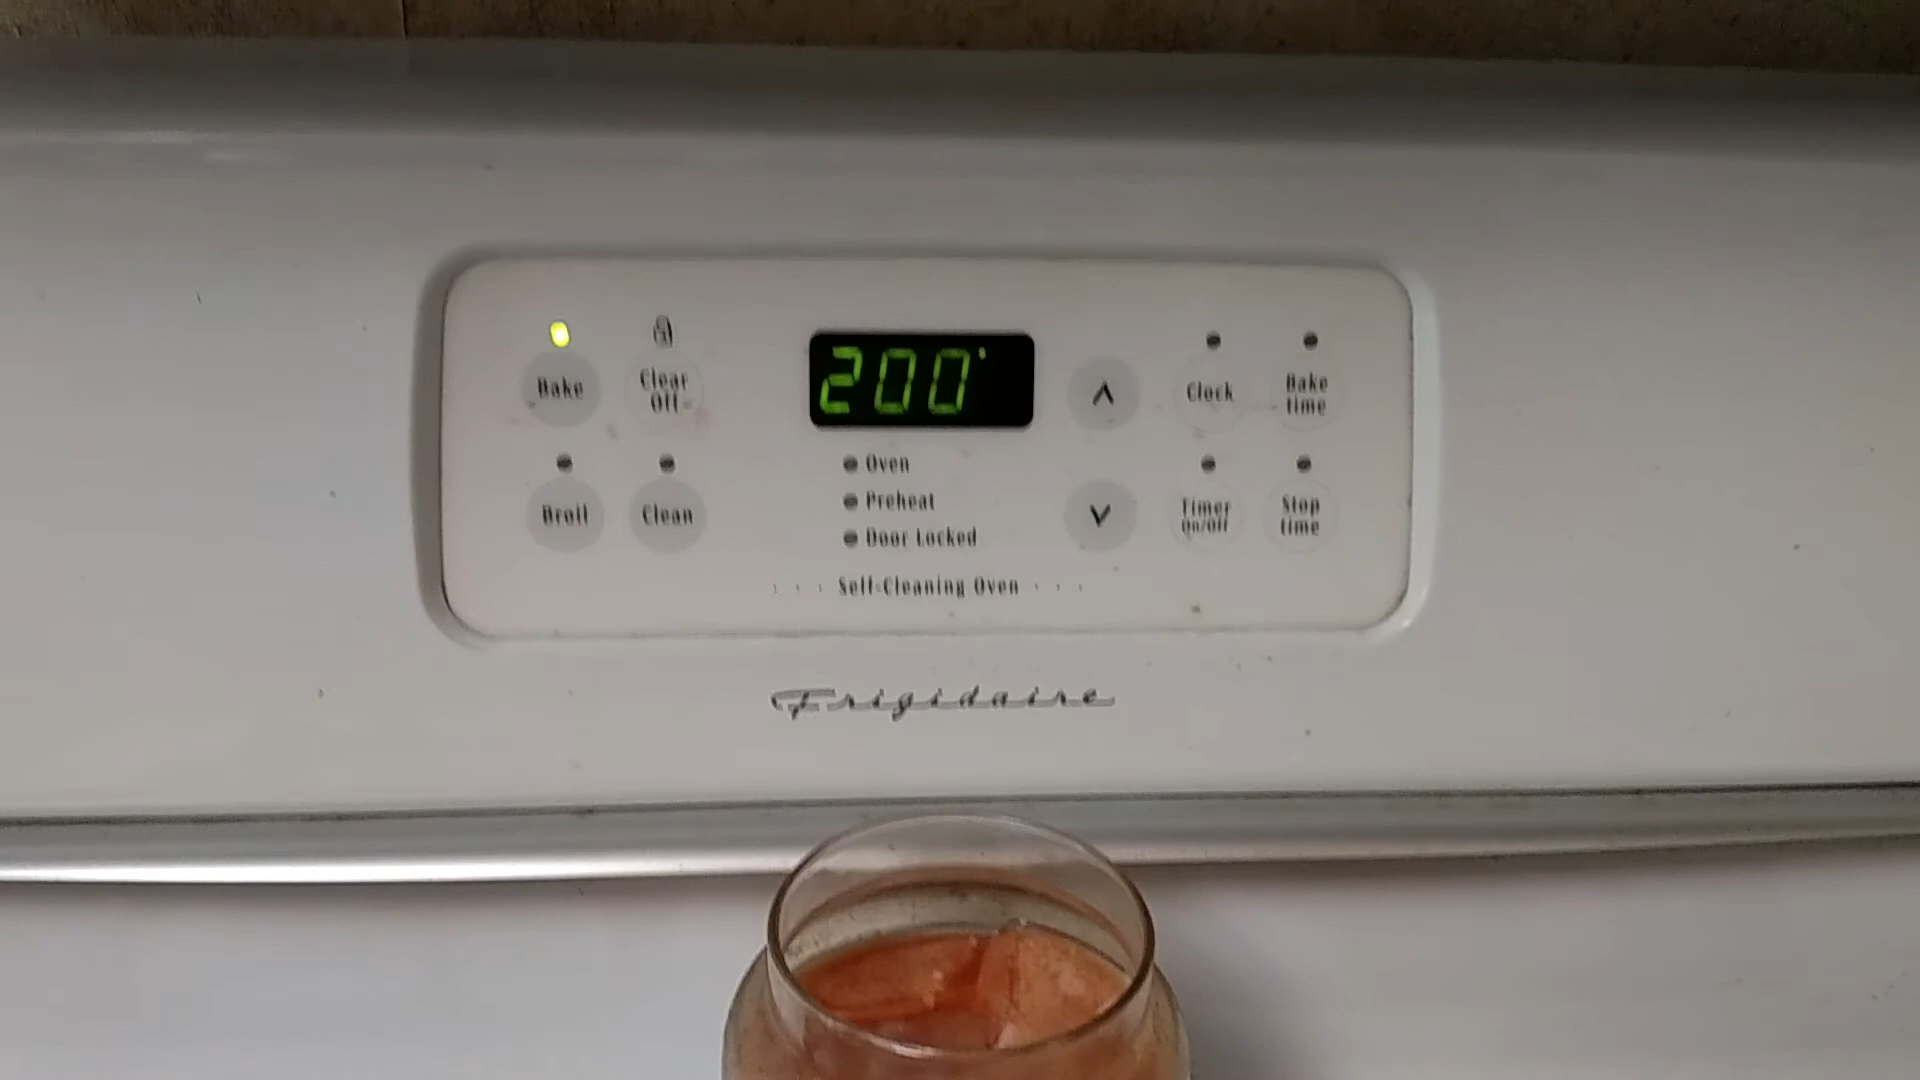 200°
Bake
Clear
Off
Clock
Bake
time
Oven
Preheat
Door Locked
Broil
Clean
Timer
On/Off
Stop
time
Self-Cleaning Oven
Frigidaire